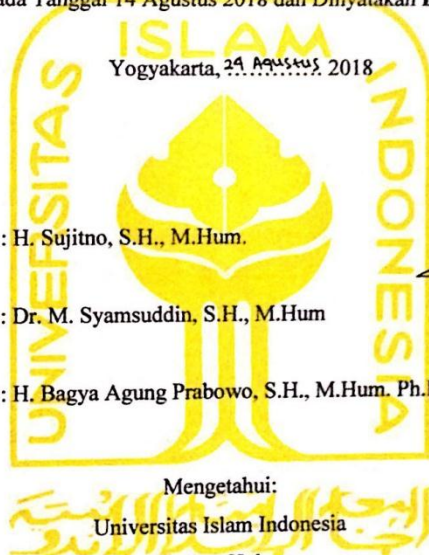 ada Tanggal 14 Agustus 2018 dan Dinyatakan
ISLAM
Yogyakarta, 29 Agustus 2018
UNIVERSITAS
INDONESIA
: H. Sujitno, S.H., M.Hum.
: Dr. M. Syamsuddin, S.H., M.Hum
: H. Bagya Agung Prabowo, S.H., M.Hum. Ph.
Mengetahui:
Universitas Islam Indonesia